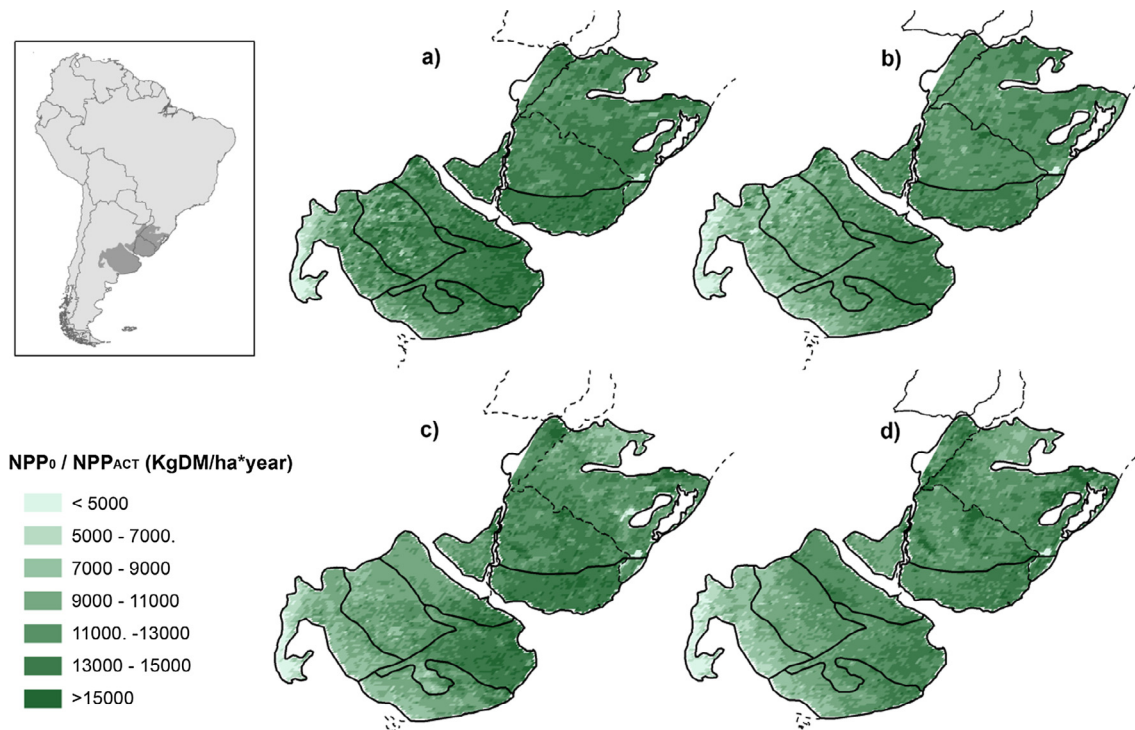 a)
b)
c)
d)
NPP₀ / NPPACT (KgDM/ha*year)
< 5000
5000 - 7000.
7000 - 9000
9000 - 11000
11000. -13000
13000 - 15000
>15000